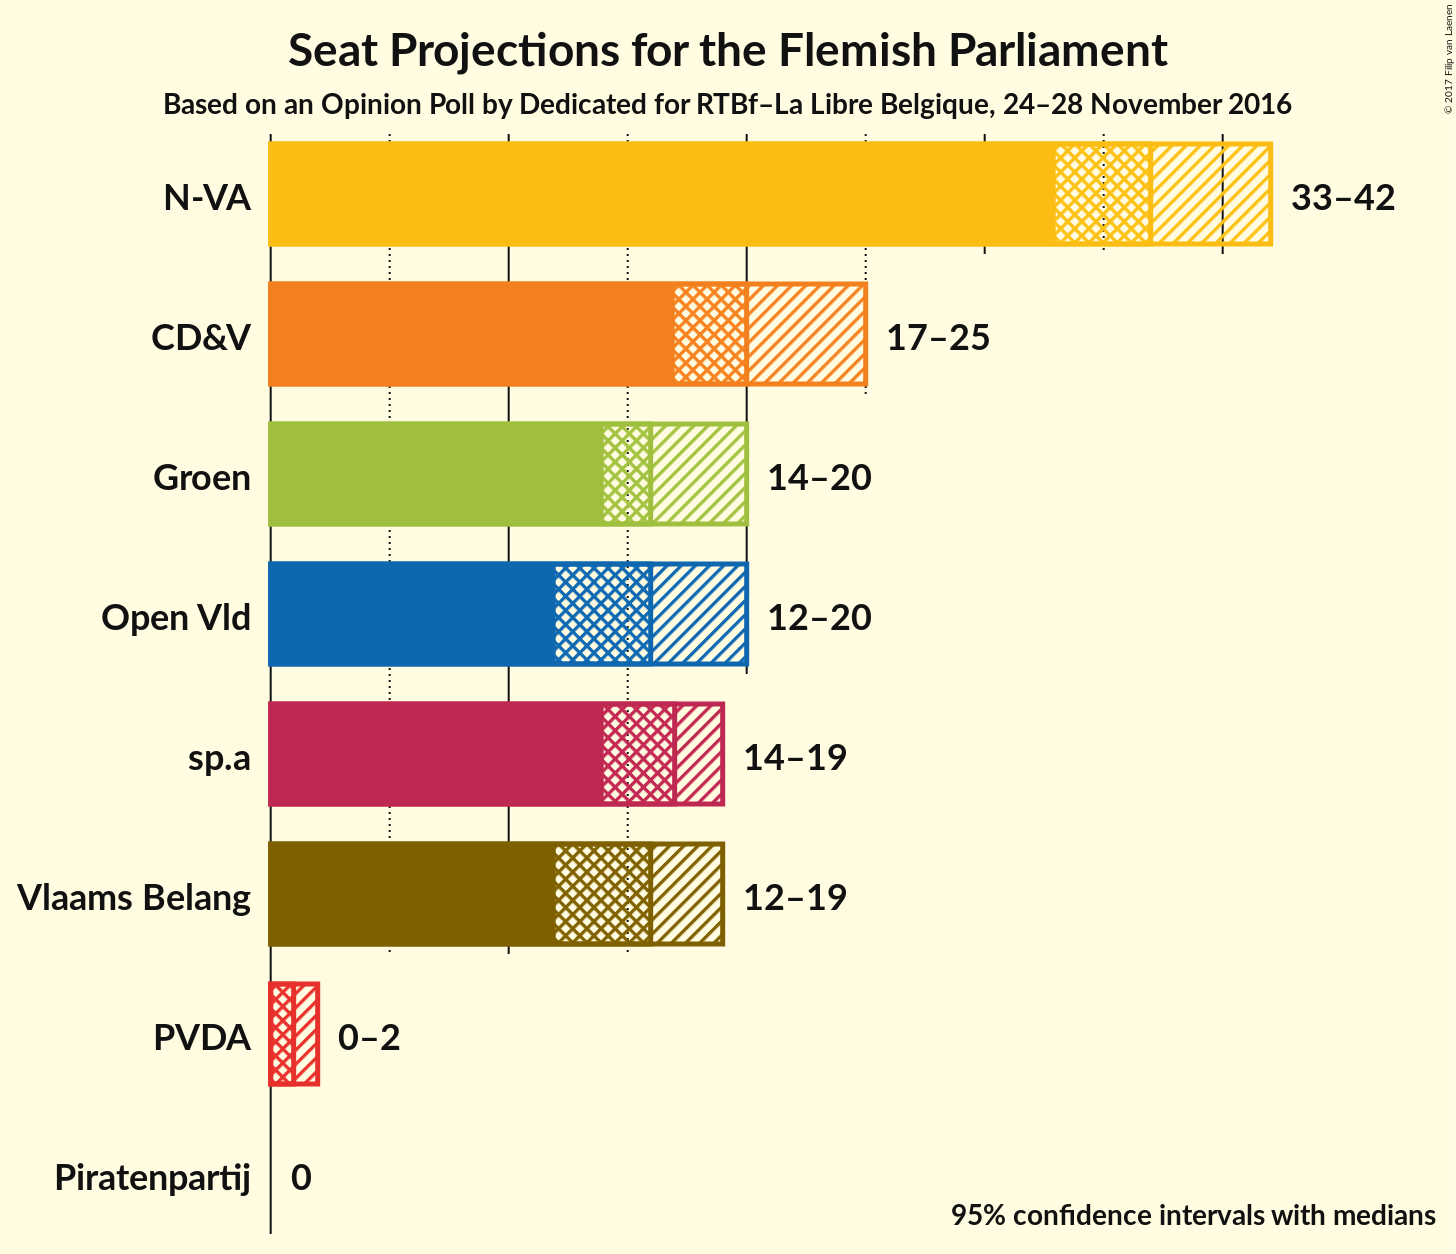 Seat Projections for the Flemish Parliament
Based on an Opinion Poll by Dedicated for RTBf–La Libre Belgique, 24–28 November 2016
© 2017 Filip van Laenen
N-VA 33–42
CD&V 17–25
Groen 14–20
Open Vld 12–20
sp.a 14–19
Vlaams Belang 12–19
PVDA 0–2
Piratenpartij 0
95% confidence intervals with medians